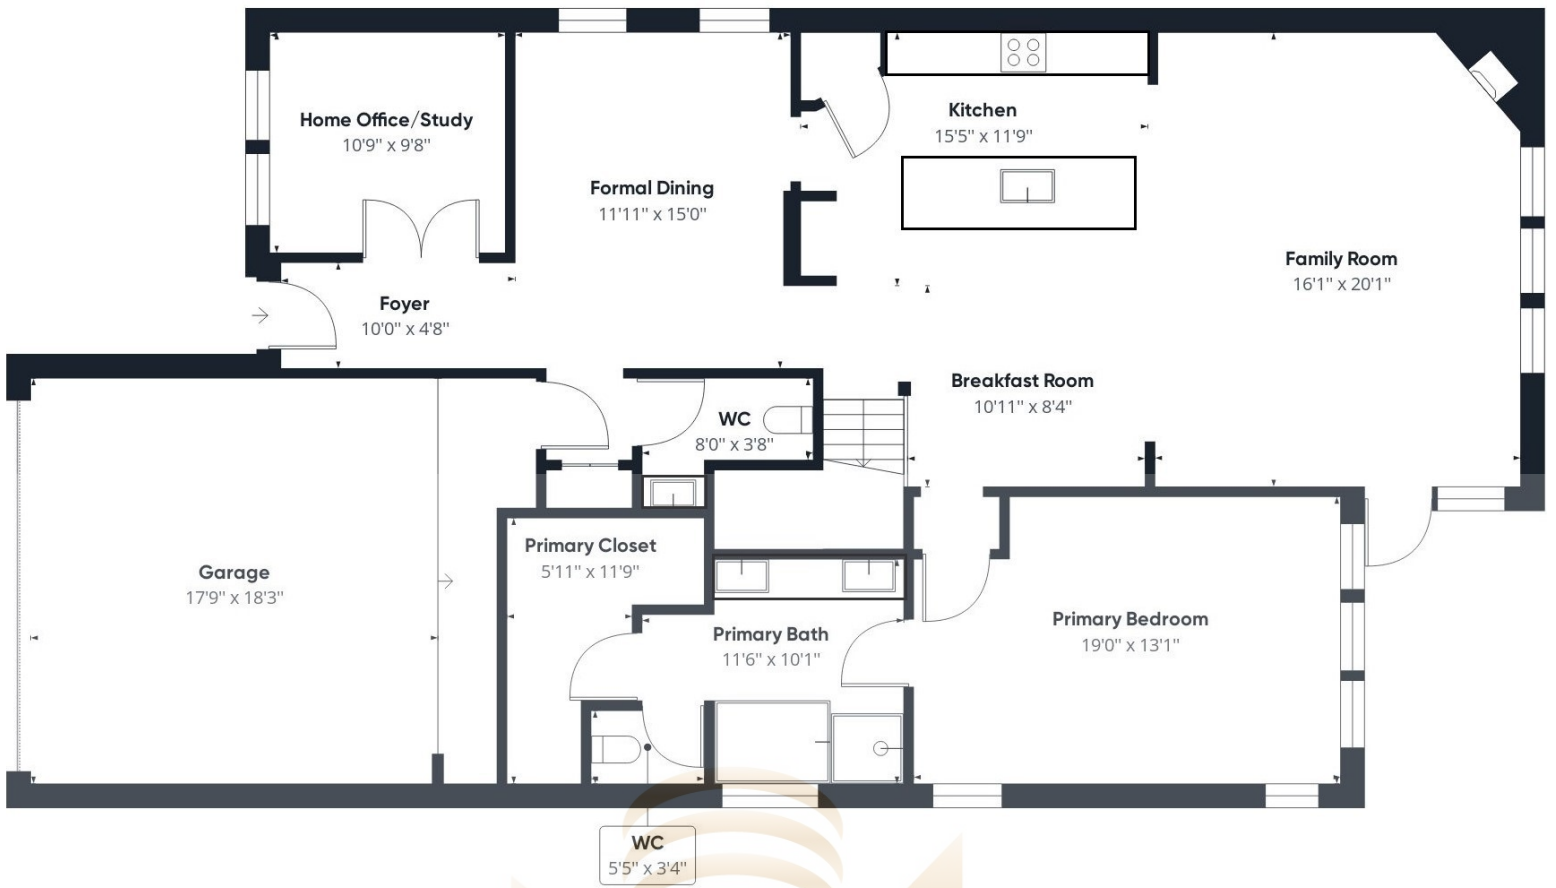 Home Office/Study
10'9" x 9'8"
Formal Dining
11'11" x 15'0"
Kitchen
15'5" x 11'9"
Family Room
16'1" x 20'1"
Foyer
10'0" x 4'8"
Breakfast Room
10'11" x 8'4"
WC
8'0" x 3'8"
Garage
17'9" x 18'3"
Primary Closet
5'11" x 11'9"
Primary Bath
11'6" x 10'1"
Primary Bedroom
19'0" x 13'1"
WC
5'5" x 3'4"